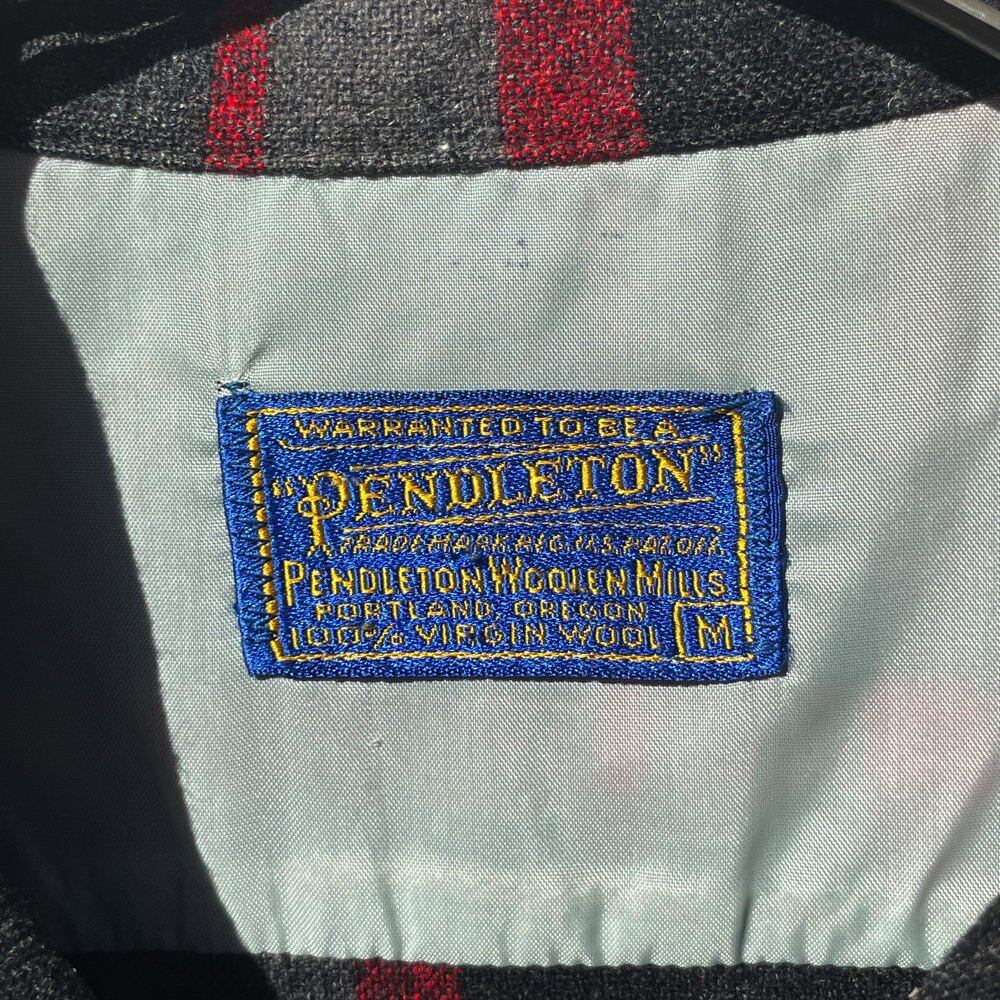 WARRANTED TO BE A
"PENDLETON"
TRADE MARK REG. U.S. PAT. OFF.
PENDLETON WOOLEN MILLS
PORTLAND, OREGON
100% VIRGIN WOOL M